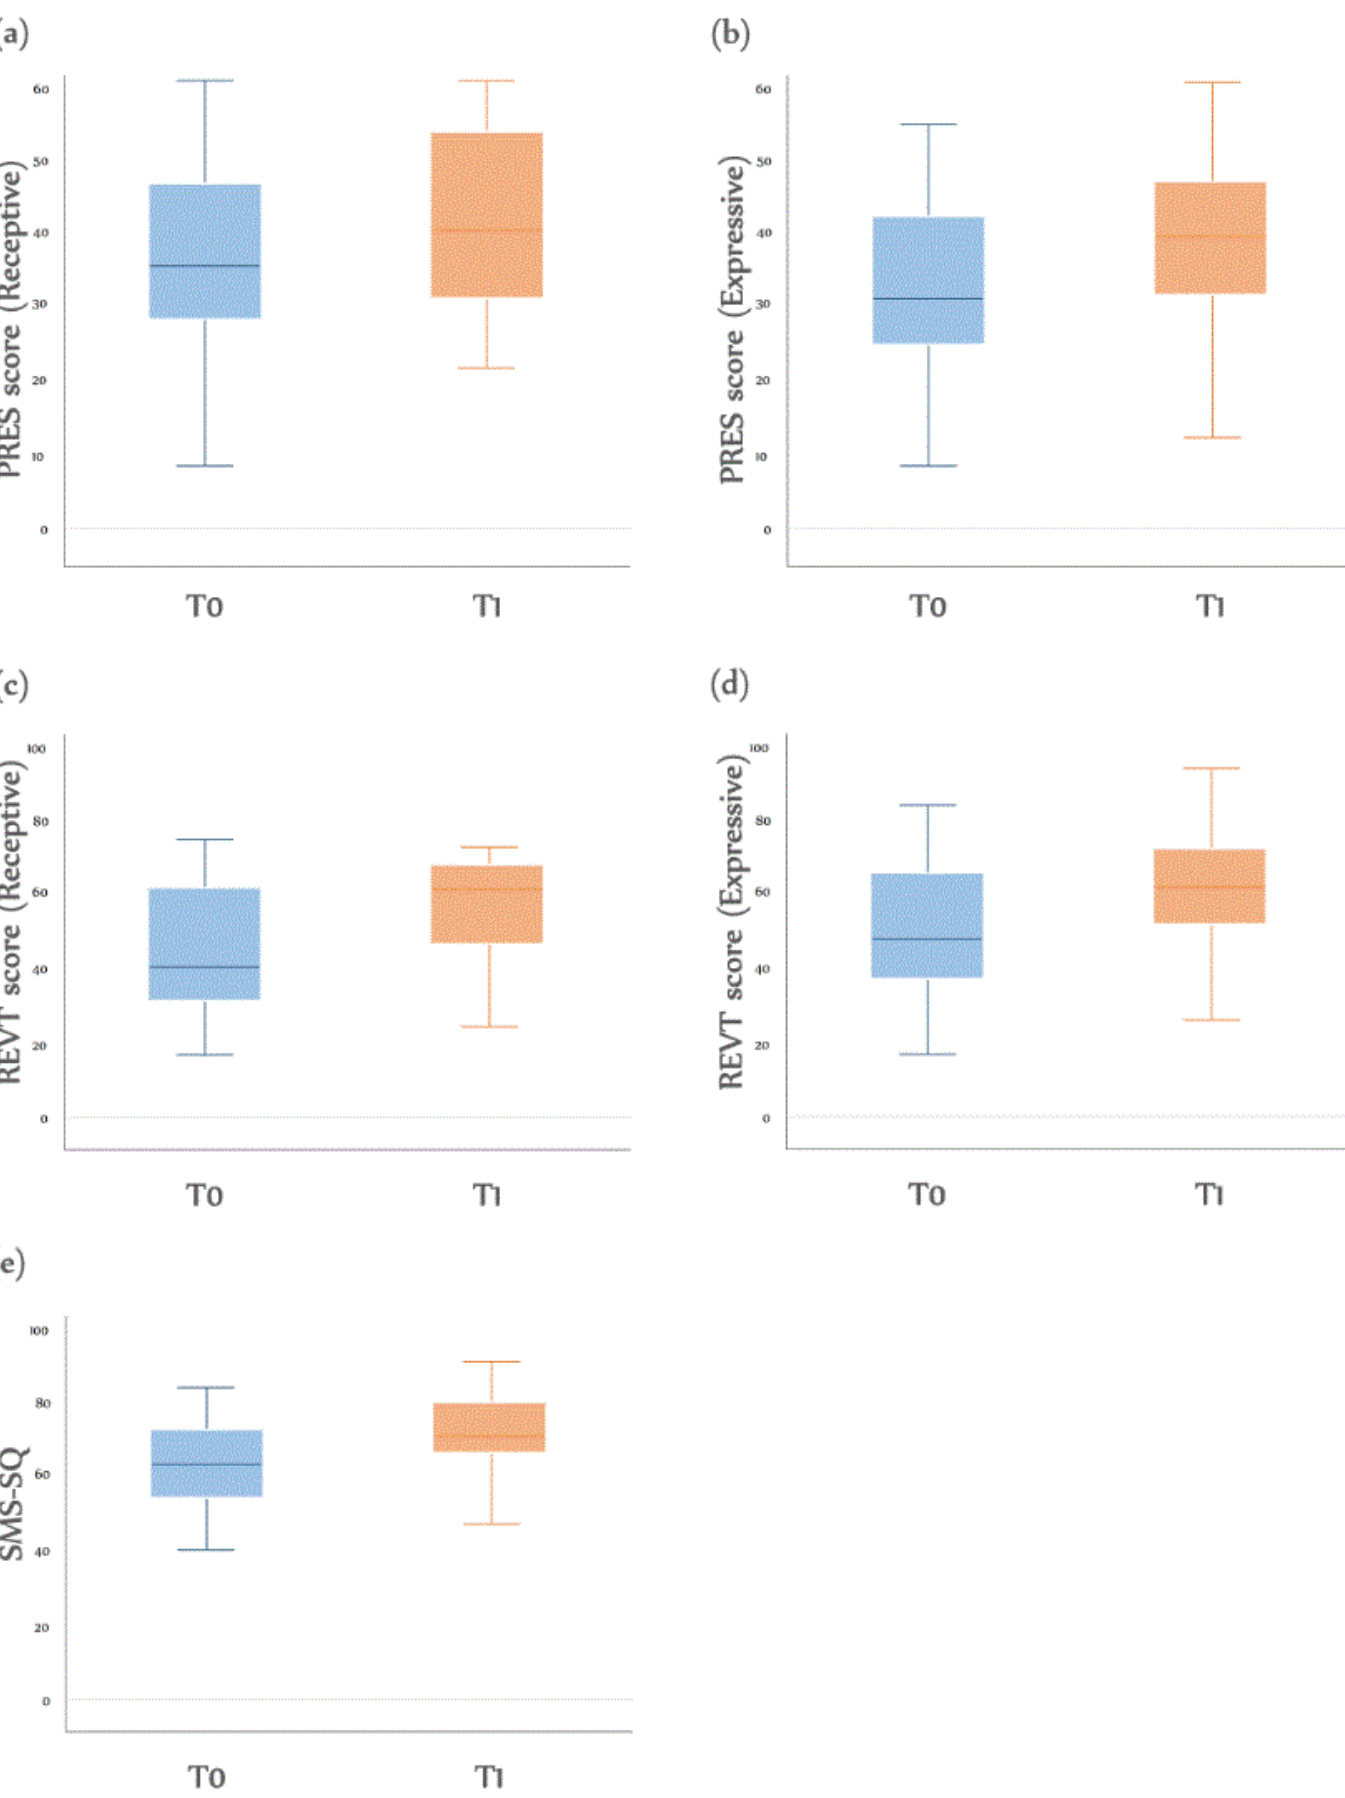 (a)
PRES score (Receptive)
60
50
40
30
20
10
0
T0
T1
(b)
PRES score (Expressive)
60
50
40
30
20
10
0
T0
T1
(c)
REVT score (Receptive)
100
80
60
40
20
0
T0
T1
(d)
REVT score (Expressive)
100
80
60
40
20
0
T0
T1
(e)
SMS-SQ
100
80
60
40
20
0
T0
T1